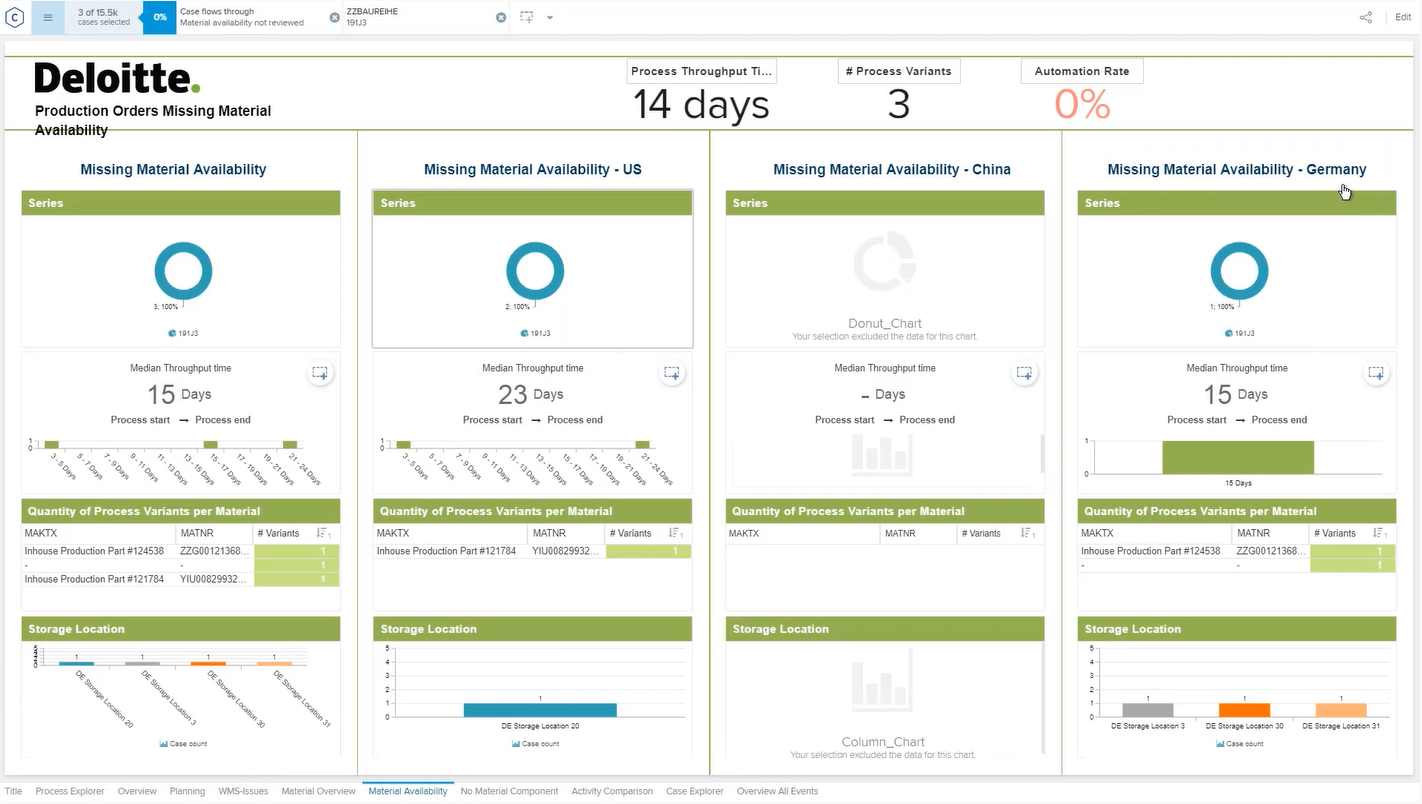 3 of 15.5k
cases selected
0%
Case flows through
Material availability not reviewed
ZZBAUREIHE
191J3
Edit
Deloitte.
Production Orders Missing Material
Availability
Process Throughput Ti...
14 days
# Process Variants
3
Automation Rate
0%
Missing Material Availability
Series
3; 100%
191J3
Median Throughput time
15 Days
Process start → Process end
1
0
3 - 5 Days
5 - 7 Days
7 - 9 Days
9 - 11 Days
11 - 13 Days
13 - 15 Days
15 - 17 Days
17 - 19 Days
19 - 21 Days
21 - 24 Days
Quantity of Process Variants per Material
MAKTX MATNR # Variants
Inhouse Production Part #124538 ZZG00121368... 1
- - 1
Inhouse Production Part #121784 YIU00829932... 1
Storage Location
5
4
3
2
1
0
1 1 1 1
DE Storage Location 20
DE Storage Location 3
DE Storage Location 30
DE Storage Location 31
Case count
Missing Material Availability - US
Series
2; 100%
191J3
Median Throughput time
23 Days
Process start → Process end
1
0
3 - 5 Days
5 - 7 Days
7 - 9 Days
9 - 11 Days
11 - 13 Days
13 - 15 Days
15 - 17 Days
17 - 19 Days
19 - 21 Days
21 - 24 Days
Quantity of Process Variants per Material
MAKTX MATNR # Variants
Inhouse Production Part #121784 YIU00829932... 1
Storage Location
5
4
3
2
1
0
1
DE Storage Location 20
Case count
Missing Material Availability - China
Series
Donut_Chart
Your selection excluded the data for this chart.
Median Throughput time
- Days
Process start → Process end
Quantity of Process Variants per Material
MAKTX MATNR # Variants
Storage Location
Column_Chart
Your selection excluded the data for this chart.
Missing Material Availability - Germany
Series
1; 100%
191J3
Median Throughput time
15 Days
Process start → Process end
1
0
15 Days
Quantity of Process Variants per Material
MAKTX MATNR # Variants
Inhouse Production Part #124538 ZZG00121368... 1
- - 1
Storage Location
5
4
3
2
1
0
1 1 1
DE Storage Location 3 DE Storage Location 30 DE Storage Location 31
Case count
Title Process Explorer Overview Planning WMS-Issues Material Overview Material Availability No Material Component Activity Comparison Case Explorer Overview All Events